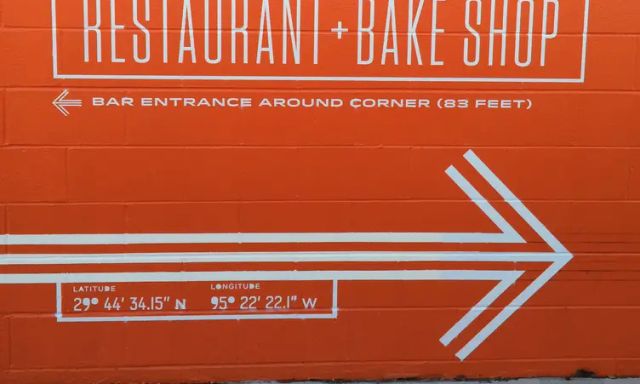 RESTAURANT + BAKE SHOP
BAR ENTRANCE AROUND CORNER (83 FEET)
LATITUDE LONGITUDE
29° 44' 34.15" N 95° 22' 22.1" W